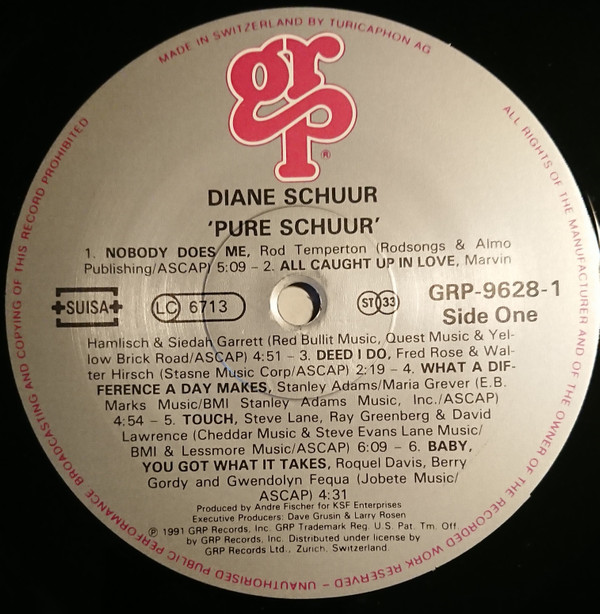 MADE IN SWITZERLAND BY TURICAPHON AG
grp®
ALL RIGHTS OF THE MANUFACTURER AND OF THE OWNER OF THE RECORDED WORK RESERVED – UNAUTHORISED PUBLIC PERFORMANCE BROADCASTING AND COPYING OF THIS RECORD PROHIBITED
DIANE SCHUUR
'PURE SCHUUR'
1. NOBODY DOES ME, Rod Temperton (Rodsongs & Almo
Publishing/ASCAP) 5:09 – 2. ALL CAUGHT UP IN LOVE, Marvin
SUISA
LC 6713
ST 33
GRP-9628-1
Side One
Hamlisch & Siedah Garrett (Red Bullit Music, Quest Music & Yel-
low Brick Road/ASCAP) 4:51 – 3. DEED I DO, Fred Rose & Wal-
ter Hirsch (Stasne Music Corp/ASCAP) 2:19 – 4. WHAT A DIF-
FERENCE A DAY MAKES, Stanley Adams/Maria Grever (E.B.
Marks Music/BMI Stanley Adams Music, Inc./ASCAP)
4:54 – 5. TOUCH, Steve Lane, Ray Greenberg & David
Lawrence (Cheddar Music & Steve Evans Lane Music/
BMI & Lessmore Music/ASCAP) 6:09 – 6. BABY,
YOU GOT WHAT IT TAKES, Roquel Davis, Berry
Gordy and Gwendolyn Fequa (Jobete Music/
ASCAP) 4:31
Produced by Andre Fischer for KSF Enterprises
Executive Producers: Dave Grusin & Larry Rosen
℗ 1991 GRP Records, Inc. GRP Trademark Reg. U.S. Pat. Tm. Off.
by GRP Records, Inc. Distributed under license by
GRP Records Ltd., Zurich, Switzerland.